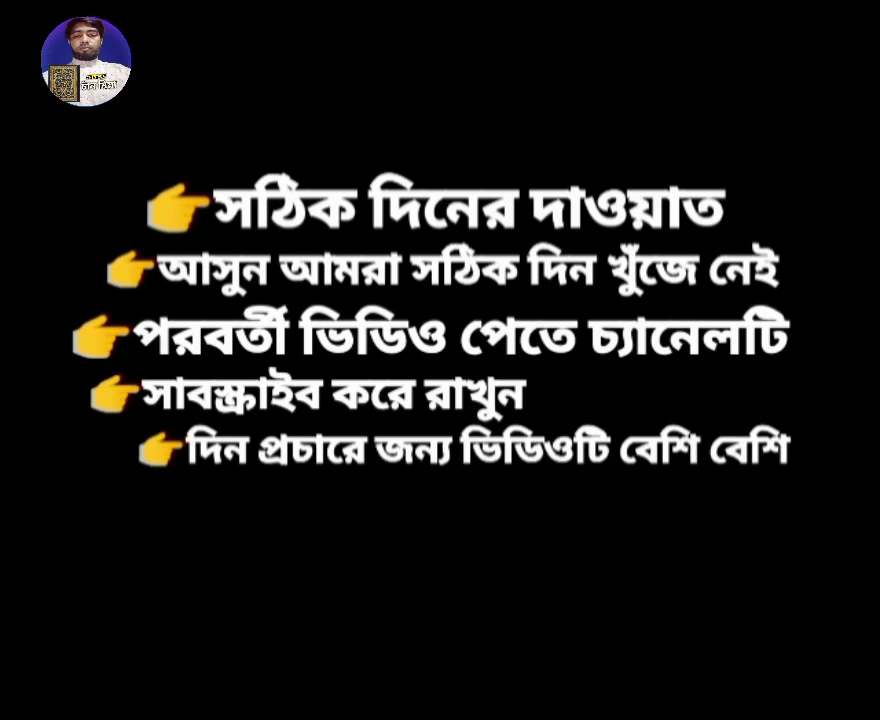 👉সঠিক দিনের দাওয়াত
👉আসুন আমরা সঠিক দিন খুঁজে নেই
👉পরবর্তী ভিডিও পেতে চ্যানেলটি
👉সাবস্ক্রাইব করে রাখুন
👉দিন প্রচারে জন্য ভিডিওটি বেশি বেশি